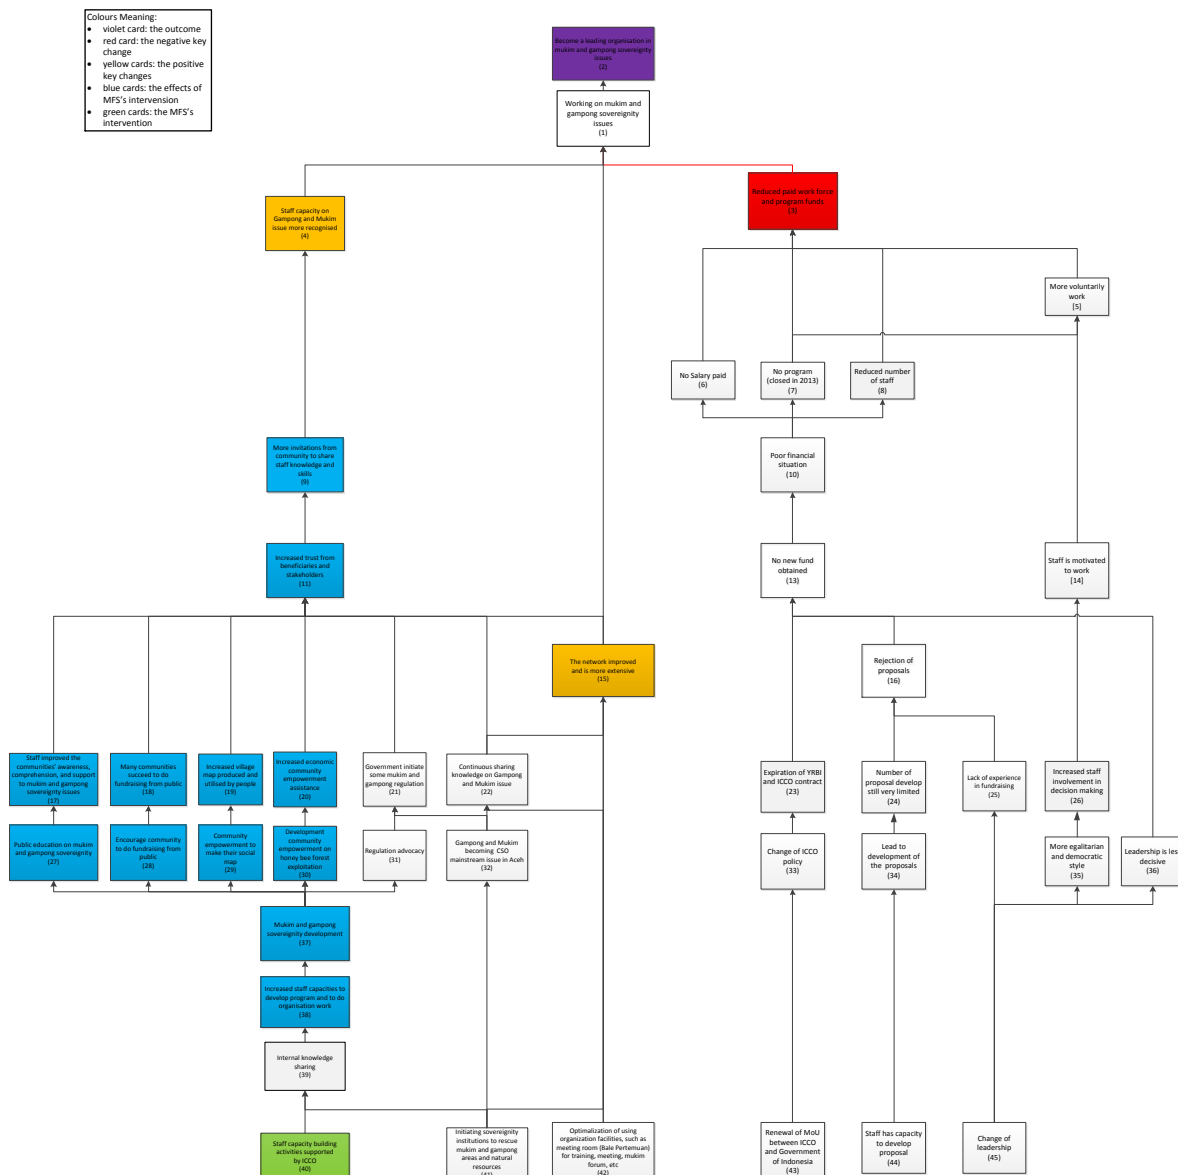 Colours Meaning:
• violet card: the outcome
• red card: the negative key
change
• yellow cards: the positive
key changes
• blue cards: the effects of
MFS's intervension
• green cards: the MFS's
intervention
Become a leading organisation in
mukim and gampong sovereignty
issues
(2)
Working on mukim and
gampong sovereignity
issues
(1)
Reduced paid work force
and program funds
(3)
Staff capacity on
Gampong and Mukim
issue more recognised
(4)
More voluntarily
work
[5]
No Salary paid
(6)
No program
(closed in 2013)
(7)
Reduced number
of staff
(8)
More invitations from
community to share
staff knowledge and
skills
(9)
Poor financial
situation
(10)
Increased trust from
beneficiaries and
stakeholders
(11)
No new fund
obtained
(13)
Staff is motivated
to work
[14]
The network improved
and is more extensive
(15)
Rejection of
proposals
(16)
Staff improved the
communities' awareness,
comprehension, and support
to mukim and gampong
sovereignty issues
(17)
Many communities
succeed to do
fundraising from public
(18)
Increased village
map produced and
utilised by people
(19)
Increased economic
community
empowerment
assistance
(20)
Government initiate
some mukim and
gampong regulation
(21)
Continuous sharing
knowledge on Gampong
and Mukim issue
(22)
Expiration of YRBI
and ICCO contract
(23)
Number of
proposal develop
still very limited
(24)
Lack of experience
in fundraising
(25)
Increased staff
involvement in
decision making
(26)
Public education on mukim
and gampong sovereignity
(27)
Encourage community
to do fundraising from
public
(28)
Community
empowerment to
make their social
map
(29)
Development
community
empowerment on
honey bee forest
exploitation
(30)
Regulation advocacy
(31)
Gampong and Mukim
becoming CSO
mainstream issue in Aceh
(32)
Change of ICCO
policy
(33)
Lead to
development of
the proposals
(34)
More egalitarian
and democratic
style
(35)
Leadership is less
decisive
(36)
Mukim and gampong
sovereignity development
(37)
Increased staff capacities to
develop program and to do
organisation work
(38)
Internal knowledge
sharing
(39)
Staff capacity building
activities supported
by ICCO
(40)
Initiating sovereignity
institutions to rescue
mukim and gampong
areas and natural
resources
(41)
Optimalization of using
organization facilities, such as
meeting room (Bale Pertemuan)
for training, meeting, mukim
forum, etc
(42)
Renewal of MoU
between ICCO and
Government of
Indonesia
(43)
Staff has capacity to
develop
proposal
(44)
Change of
leadership
(45)